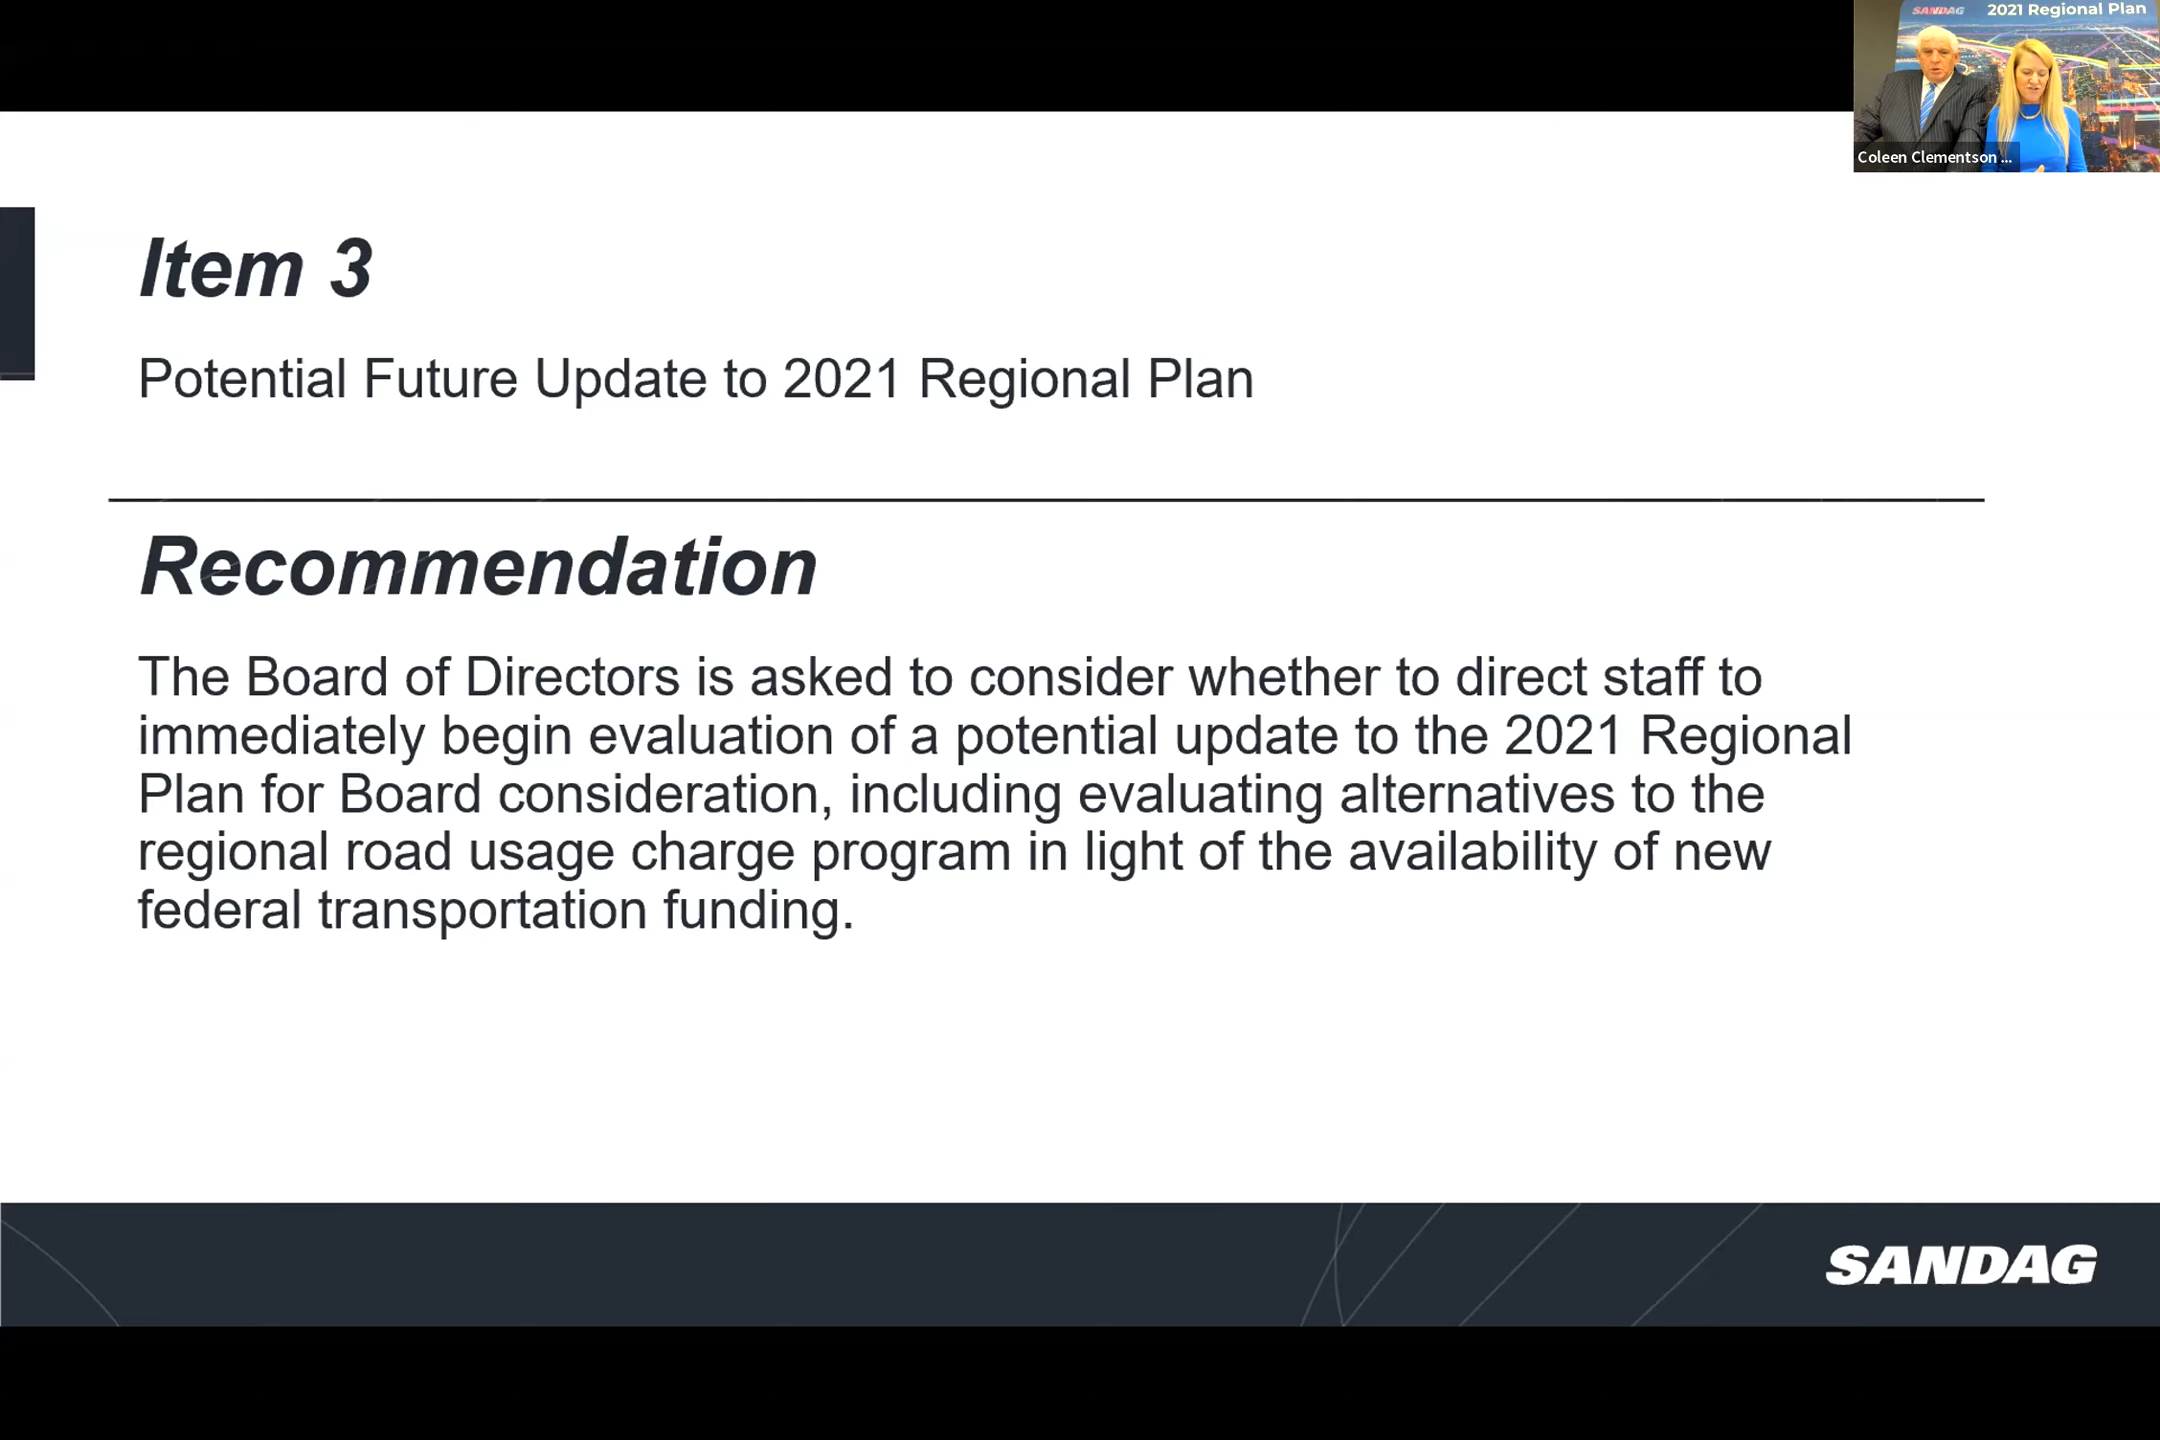 SANDAG 2021 Regional Plan
Coleen Clementson ...
Item 3
Potential Future Update to 2021 Regional Plan
Recommendation
The Board of Directors is asked to consider whether to direct staff to
immediately begin evaluation of a potential update to the 2021 Regional
Plan for Board consideration, including evaluating alternatives to the
regional road usage charge program in light of the availability of new
federal transportation funding.
SANDAG